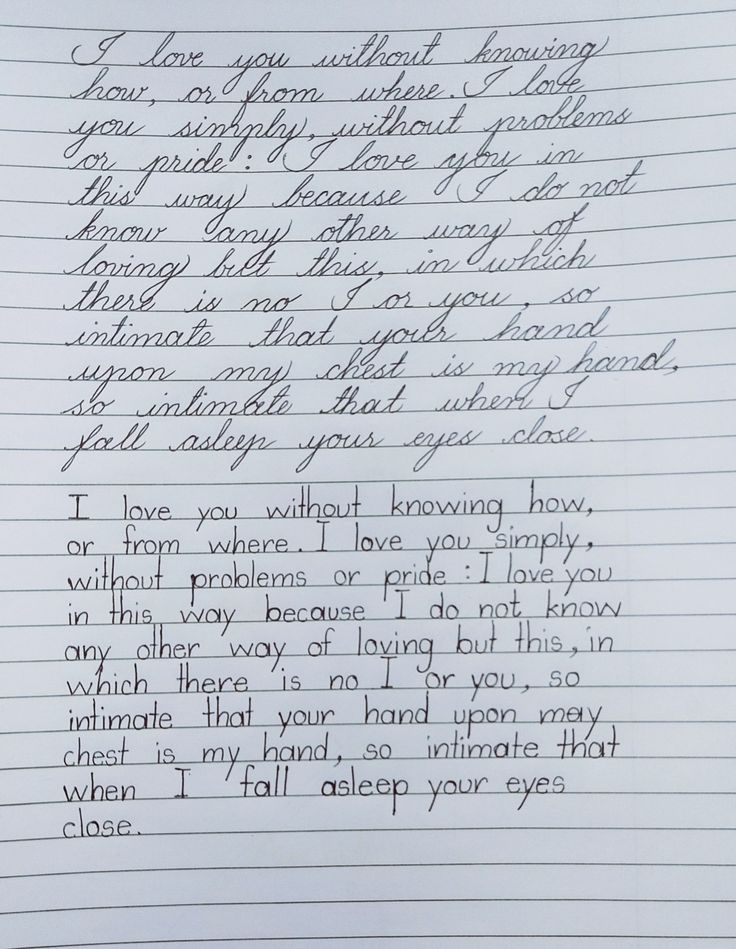 I love you without knowing
how, or from where. I love
you simply, without problems
or pride: I love you in
this way because I do not
know any other way of
loving but this, in which
there is no I or you, so
intimate that your hand
upon my chest is my hand,
so intimate that when I
fall asleep your eyes close.
I love you without knowing how,
or from where. I love you simply,
without problems or pride: I love you
in this way because I do not know
any other way of loving but this, in
which there is no I or you, so
intimate that your hand upon may
chest is my hand, so intimate that
when I fall asleep your eyes
close.